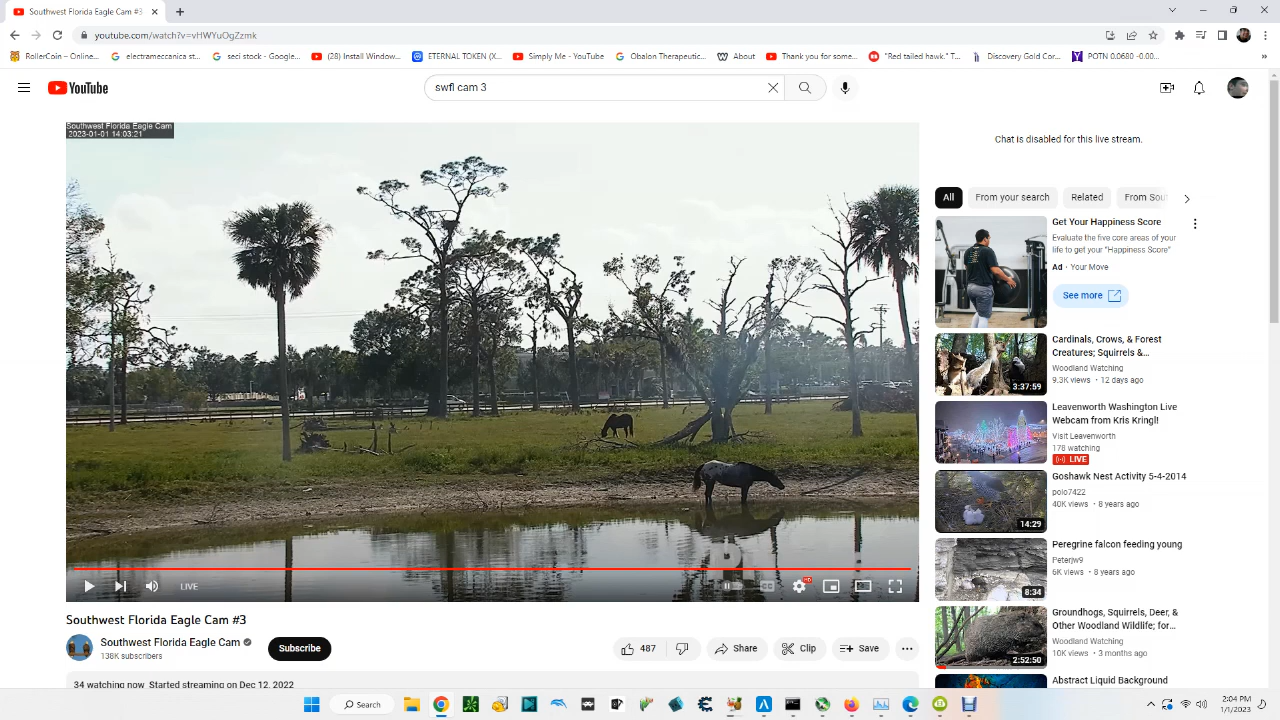 Southwest Florida Eagle Cam #3
youtube.com/watch?v=vHWYuOgZzmk
RollerCoin – Online...
electrameccanica st...
seci stock - Google...
(28) Install Window...
ETERNAL TOKEN (X...
Simply Me - YouTube
Obalon Therapeutic...
About
Thank you for some...
"Red tailed hawk." T...
Discovery Gold Cor...
POTN 0.0680 -0.00...
YouTube
swfl cam 3
Southwest Florida Eagle Cam
2023-01-01 14:03:21
LIVE
HD
Southwest Florida Eagle Cam #3
Southwest Florida Eagle Cam
138K subscribers
Subscribe
487
Share
Clip
Save
34 watching now Started streaming on Dec 12, 2022
Chat is disabled for this live stream.
All
From your search
Related
From Sou
Get Your Happiness Score
Evaluate the five core areas of your
life to get your "Happiness Score"
Ad · Your Move
See more
Cardinals, Crows, & Forest
Creatures; Squirrels &...
Woodland Watching
9.3K views · 12 days ago
3:37:59
Leavenworth Washington Live
Webcam from Kris Kringl!
Visit Leavenworth
178 watching
LIVE
Goshawk Nest Activity 5-4-2014
polo7422
40K views · 8 years ago
14:29
Peregrine falcon feeding young
Peterjw9
6K views · 8 years ago
8:34
Groundhogs, Squirrels, Deer, &
Other Woodland Wildlife; for...
Woodland Watching
10K views · 3 months ago
2:52:50
Abstract Liquid Background
Search
2:04 PM
1/1/2023